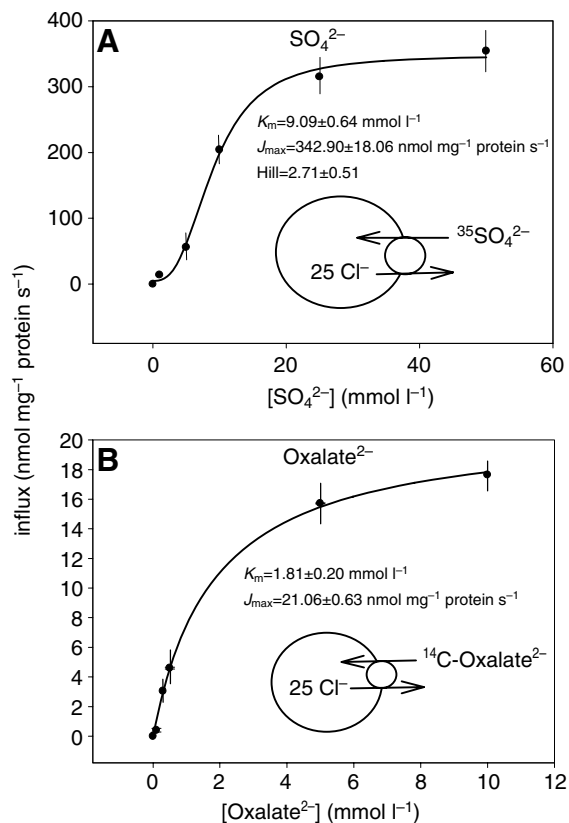 A
SO₄²⁻
400
300
200
100
0
Kₘ=9.09±0.64 mmol l⁻¹
Jₘₐₓ=342.90±18.06 nmol mg⁻¹ protein s⁻¹
Hill=2.71±0.51
³⁵SO₄²⁻
25 Cl⁻
0 20 40 60
[SO₄²⁻] (mmol l⁻¹)
influx (nmol mg⁻¹ protein s⁻¹)
B
Oxalate²⁻
20
18
16
14
12
10
8
6
4
2
0
Kₘ=1.81±0.20 mmol l⁻¹
Jₘₐₓ=21.06±0.63 nmol mg⁻¹ protein s⁻¹
¹⁴C-Oxalate²⁻
25 Cl⁻
0 2 4 6 8 10 12
[Oxalate²⁻] (mmol l⁻¹)